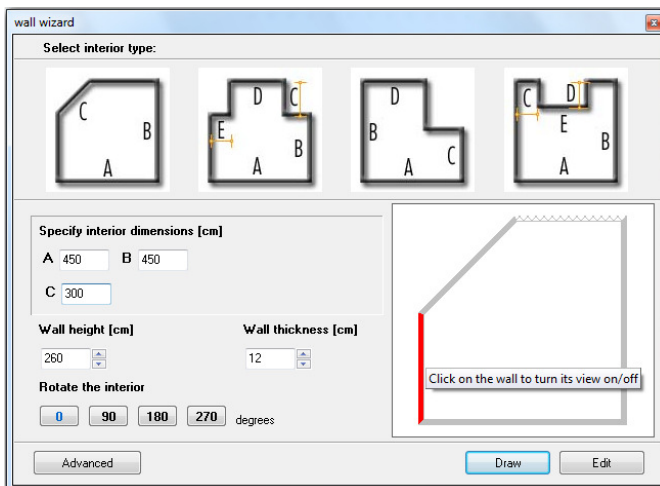 wall wizard
Select interior type:
C B A
D C E B A
D B C A
C D E B A
Specify interior dimensions [cm]
A 450 B 450
C 300
Wall height [cm] Wall thickness [cm]
260 12
Click on the wall to turn its view on/off
Rotate the interior
0 90 180 270 degrees
Advanced Draw Edit